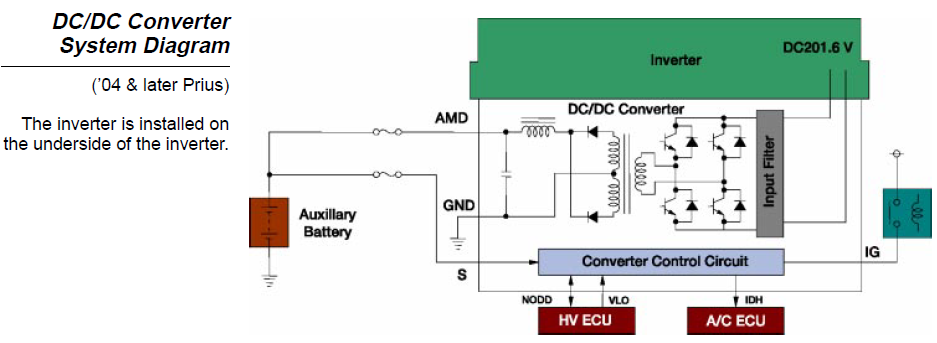 DC/DC Converter
System Diagram
('04 & later Prius)
The inverter is installed on
the underside of the inverter.
Inverter
DC201.6 V
DC/DC Converter
AMD
Input Filter
GND
Auxillary
Battery
IG
Converter Control Circuit
S
NODD
VLO
IDH
HV ECU
A/C ECU